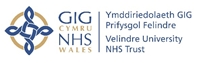 GIG
CYMRU
NHS
WALES
Ymddiriedolaeth GIG
Prifysgol Felindre
Velindre University
NHS Trust